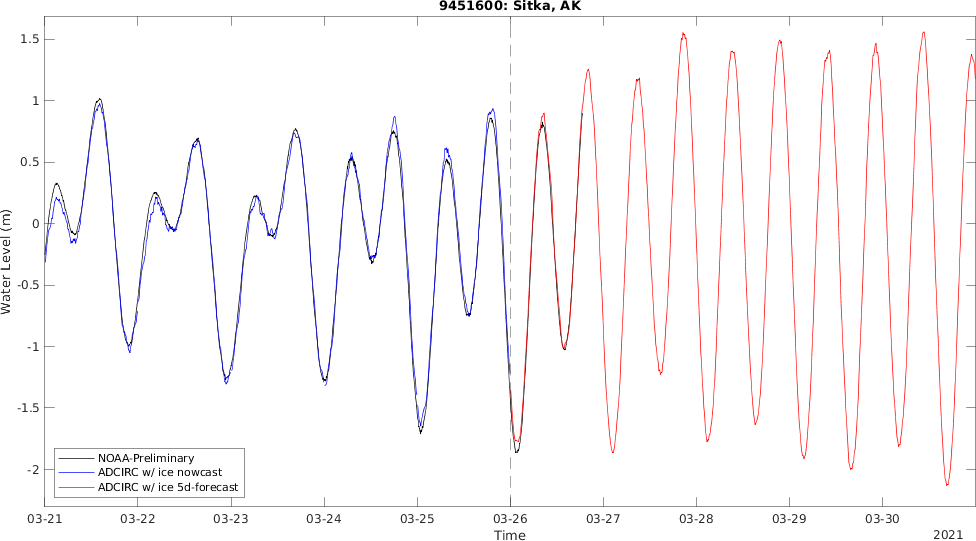 9451600: Sitka, AK
Water Level (m)
1.5
1
0.5
0
-0.5
-1
-1.5
-2
NOAA-Preliminary
ADCIRC w/ ice nowcast
ADCIRC w/ ice 5d-forecast
03-21 03-22 03-23 03-24 03-25 03-26 03-27 03-28 03-29 03-30
Time
2021